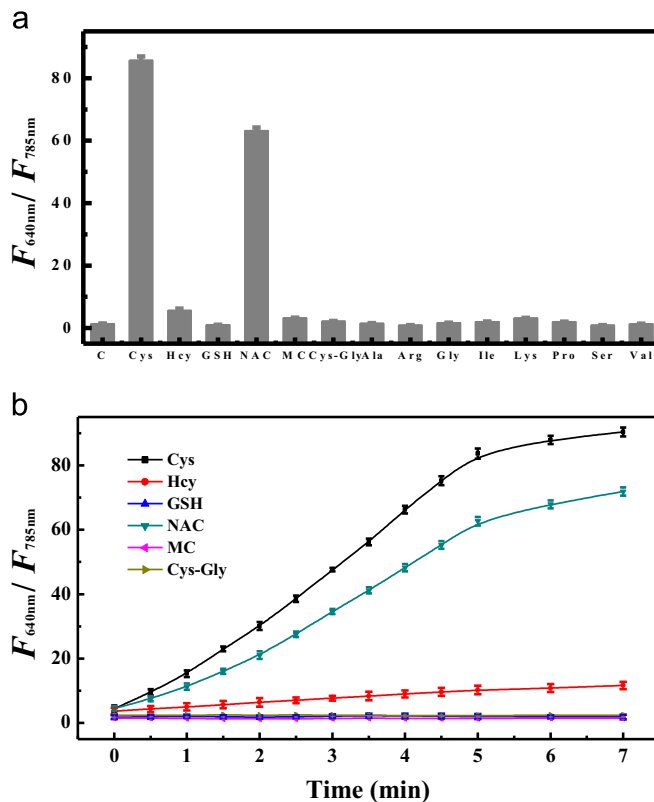 a
F640nm/ F785nm
80
60
40
20
0
C Cys Hcy GSH NAC MC Cys-Gly Ala Arg Gly Ile Lys Pro Ser Val
b
F640nm/ F785nm
80
60
40
20
0
Cys
Hcy
GSH
NAC
MC
Cys-Gly
0 1 2 3 4 5 6 7
Time (min)